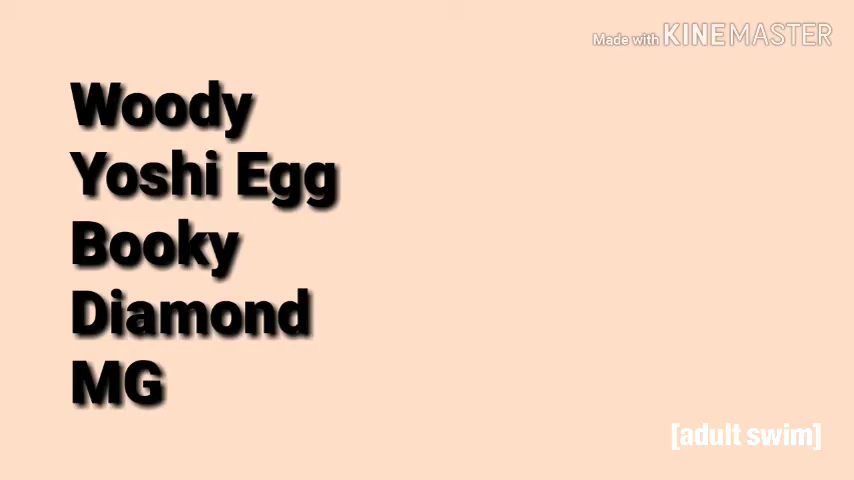 Made with KINEMASTER
Woody
Yoshi Egg
Booky
Diamond
MG
[adult swim]